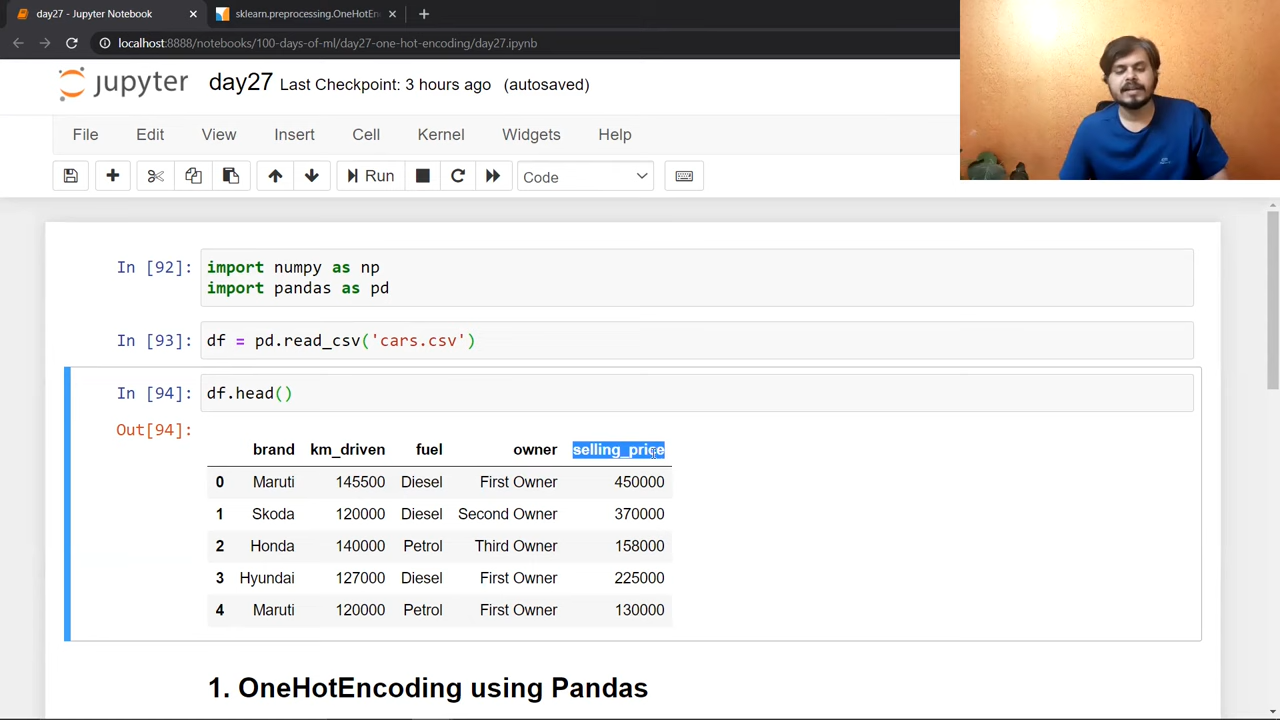 day27 - Jupyter Notebook
sklearn.preprocessing.OneHotEn
localhost:8888/notebooks/100-days-of-ml/day27-one-hot-encoding/day27.ipynb
jupyter day27 Last Checkpoint: 3 hours ago (autosaved)
File Edit View Insert Cell Kernel Widgets Help
Run Code
In [92]: import numpy as np
import pandas as pd
In [93]: df = pd.read_csv('cars.csv')
In [94]: df.head()
Out[94]:
brand km_driven fuel owner selling_price
0 Maruti 145500 Diesel First Owner 450000
1 Skoda 120000 Diesel Second Owner 370000
2 Honda 140000 Petrol Third Owner 158000
3 Hyundai 127000 Diesel First Owner 225000
4 Maruti 120000 Petrol First Owner 130000
1. OneHotEncoding using Pandas